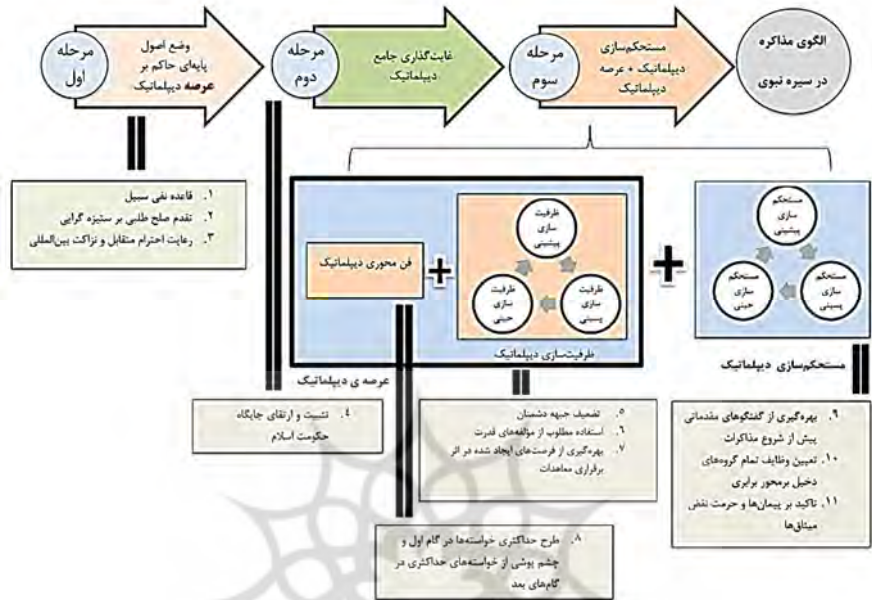 مرحله
اول
وضع اصول
پایه‌ای حاکم بر
عرصه دیپلماتیک
مرحله
دوم
غایت‌گذاری جامع
دیپلماتیک
مرحله
سوم
مستحکم‌سازی
دیپلماتیک + عرصه
دیپلماتیک
الگوی مذاکره
در سیره نبوی
۱. قاعده نفی سبیل
۲. تقدم صلح طلبی بر ستیزه گرایی
۳. رعایت احترام متقابل و نزاکت بین‌المللی
فن محوری دیپلماتیک
+
ظرفیت
سازی
پیشینی
ظرفیت
سازی
حینی
ظرفیت
سازی
پسینی
ظرفیت‌سازی دیپلماتیک
+
مستحکم
سازی
پیشینی
مستحکم
سازی
حینی
مستحکم
سازی
پسینی
عرصه ی دیپلماتیک
مستحکم‌سازی دیپلماتیک
۴. تثبیت و ارتقای جایگاه
حکومت اسلام
۵. تضعیف جبهه دشمنان
۶. استفاده مطلوب از مؤلفه‌های قدرت
۷. بهره‌گیری از فرصت‌های ایجاد شده در اثر
برقراری معاهدات
۸. طرح حداکثری خواسته‌ها در گام اول و
چشم پوشی از خواسته‌های حداکثری در
گام‌های بعد
۹. بهره‌گیری از گفتگوهای مقدماتی
پیش از شروع مذاکرات
۱۰. تعیین وظایف تمام گروه‌های
دخیل برمحور برابری
۱۱. تاکید بر پیمان‌ها و حرمت نقض
میثاق‌ها